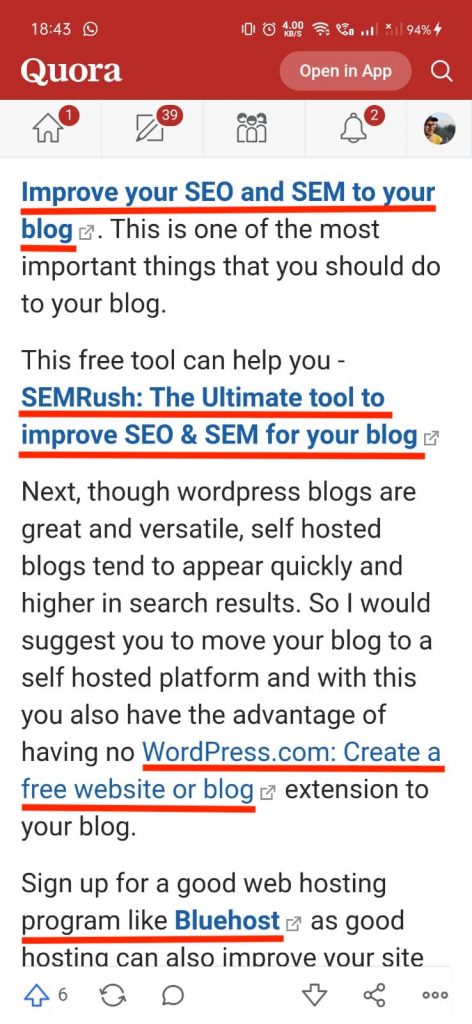 18:43 4.00 KB/S 94%
Quora Open in App
1 39 2
Improve your SEO and SEM to your
blog. This is one of the most
important things that you should do
to your blog.
This free tool can help you -
SEMRush: The Ultimate tool to
improve SEO & SEM for your blog
Next, though wordpress blogs are
great and versatile, self hosted
blogs tend to appear quickly and
higher in search results. So I would
suggest you to move your blog to a
self hosted platform and with this
you also have the advantage of
having no WordPress.com: Create a
free website or blog extension to
your blog.
Sign up for a good web hosting
program like Bluehost as good
hosting can also improve your site
6